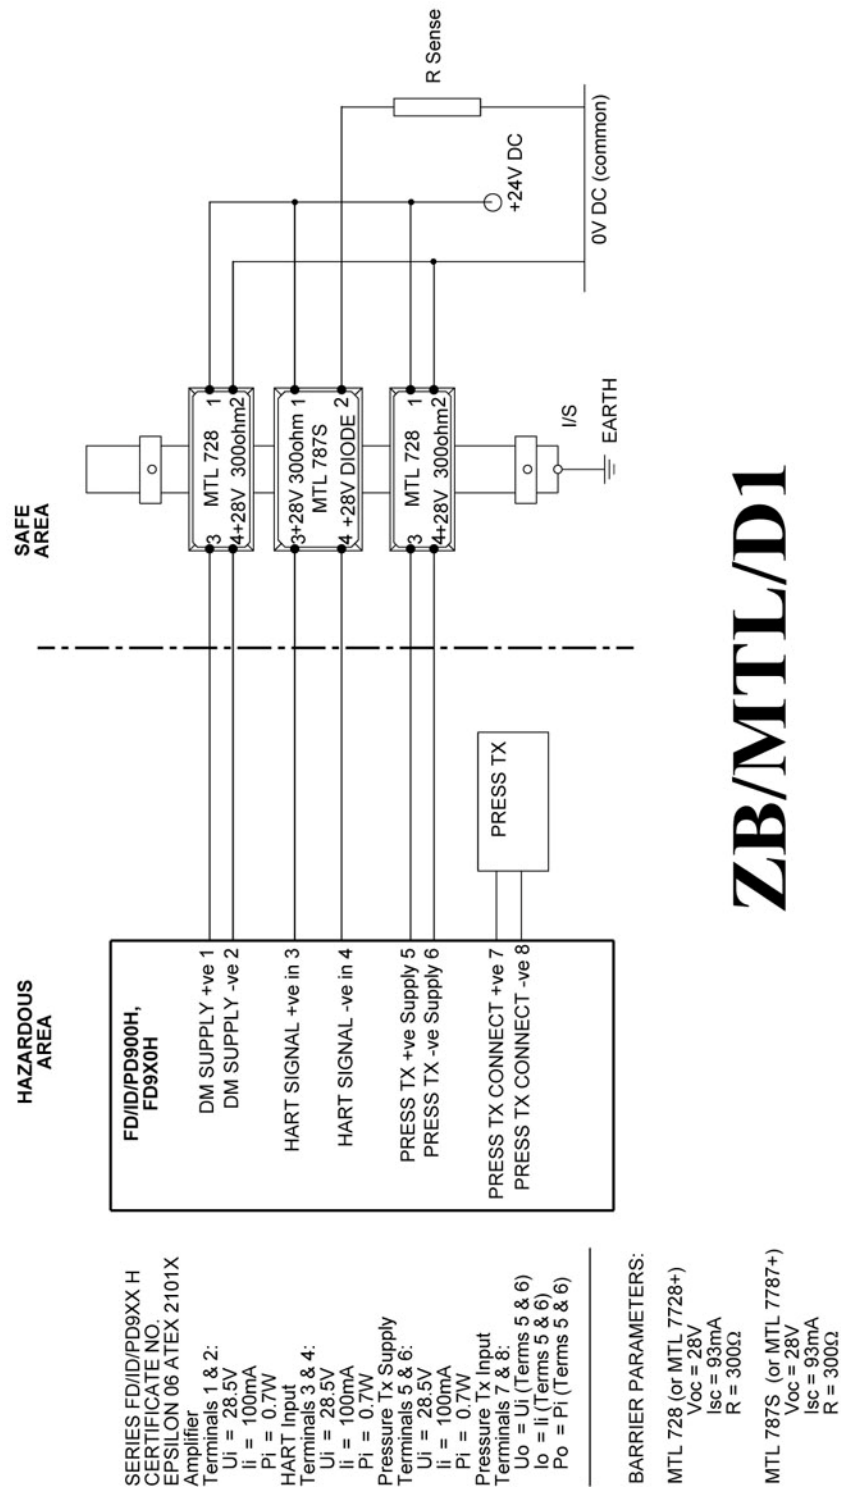 HAZARDOUS
AREA
SAFE
AREA
FD/ID/PD900H,
FD9X0H
DM SUPPLY +ve 1
DM SUPPLY -ve 2
HART SIGNAL +ve in 3
HART SIGNAL -ve in 4
PRESS TX +ve Supply 5
PRESS TX -ve Supply 6
PRESS TX CONNECT +ve 7
PRESS TX CONNECT -ve 8
PRESS TX
3 1
MTL 728
4+28V 300ohm2
3+28V 300ohm 1
MTL 787S
4 +28V DIODE 2
3 1
MTL 728
4+28V 300ohm2
I/S
EARTH
R Sense
+24V DC
0V DC (common)
SERIES FD/ID/PD9XX H
CERTIFICATE NO.
EPSILON 06 ATEX 2101X
Amplifier
Terminals 1 & 2:
Ui = 28.5V
Ii = 100mA
Pi = 0.7W
HART Input
Terminals 3 & 4:
Ui = 28.5V
Ii = 100mA
Pi = 0.7W
Pressure Tx Supply
Terminals 5 & 6:
Ui = 28.5V
Ii = 100mA
Pi = 0.7W
Pressure Tx Input
Terminals 7 & 8:
Uo = Ui (Terms 5 & 6)
Io = Ii (Terms 5 & 6)
Po = Pi (Terms 5 & 6)
BARRIER PARAMETERS:
MTL 728 (or MTL 7728+)
Voc = 28V
Isc = 93mA
R = 300Ω
MTL 787S (or MTL 7787+)
Voc = 28V
Isc = 93mA
R = 300Ω
ZB/MTL/D1